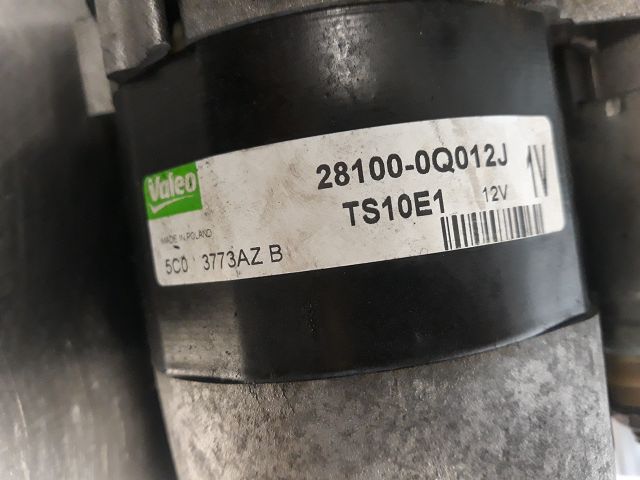 Valeo
28100-0Q012J
TS10E1 12V
1V
MADE IN POLAND
5C0 3773AZ B